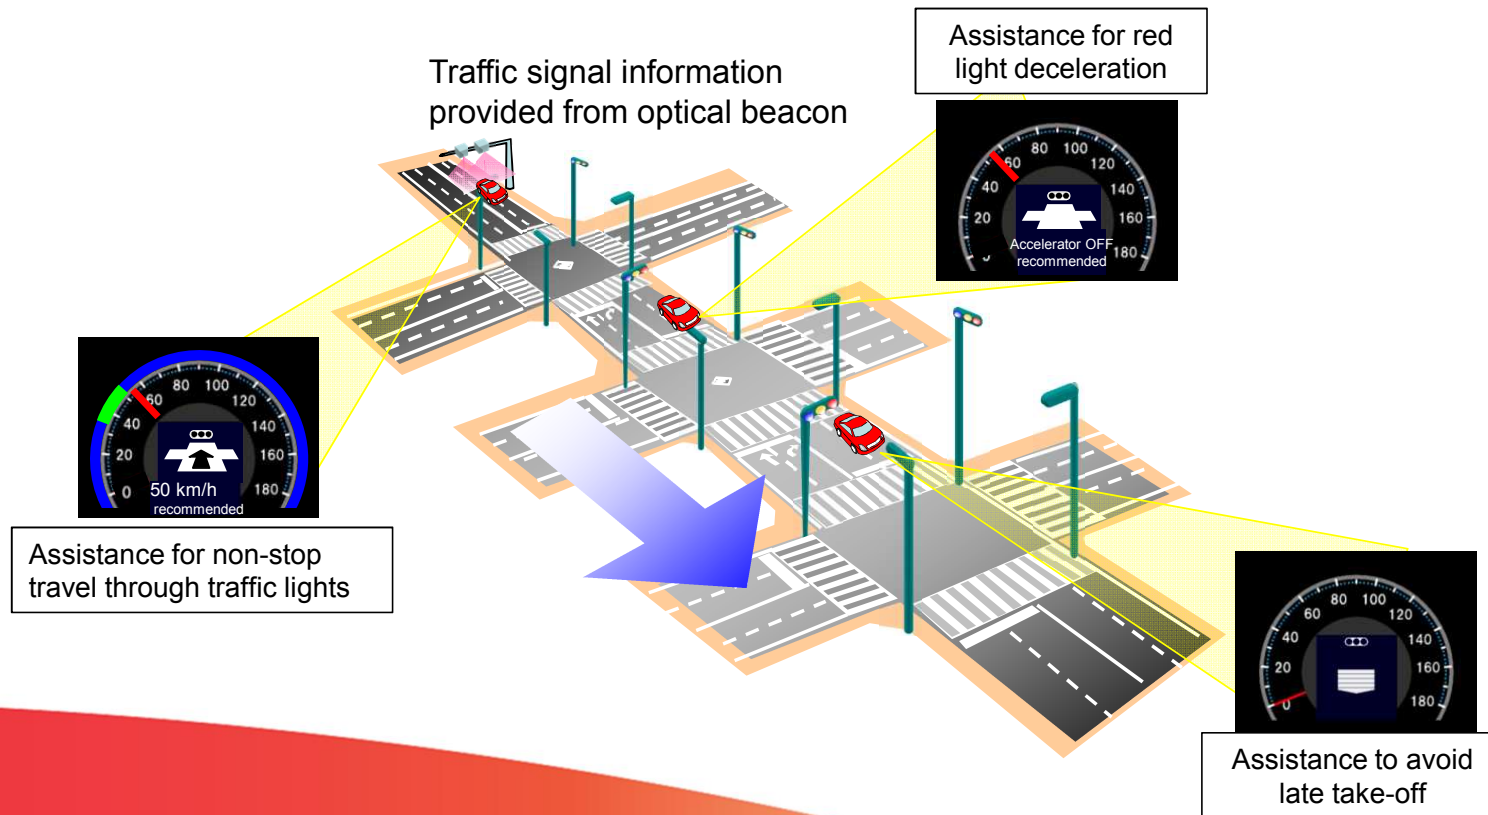 Traffic signal information
provided from optical beacon
Assistance for red
light deceleration
0 20 40 60 80 100 120 140 160 180
Accelerator OFF
recommended
0 20 40 60 80 100 120 140 160 180
50 km/h
recommended
Assistance for non-stop
travel through traffic lights
0 20 40 60 80 100 120 140 160 180
Assistance to avoid
late take-off